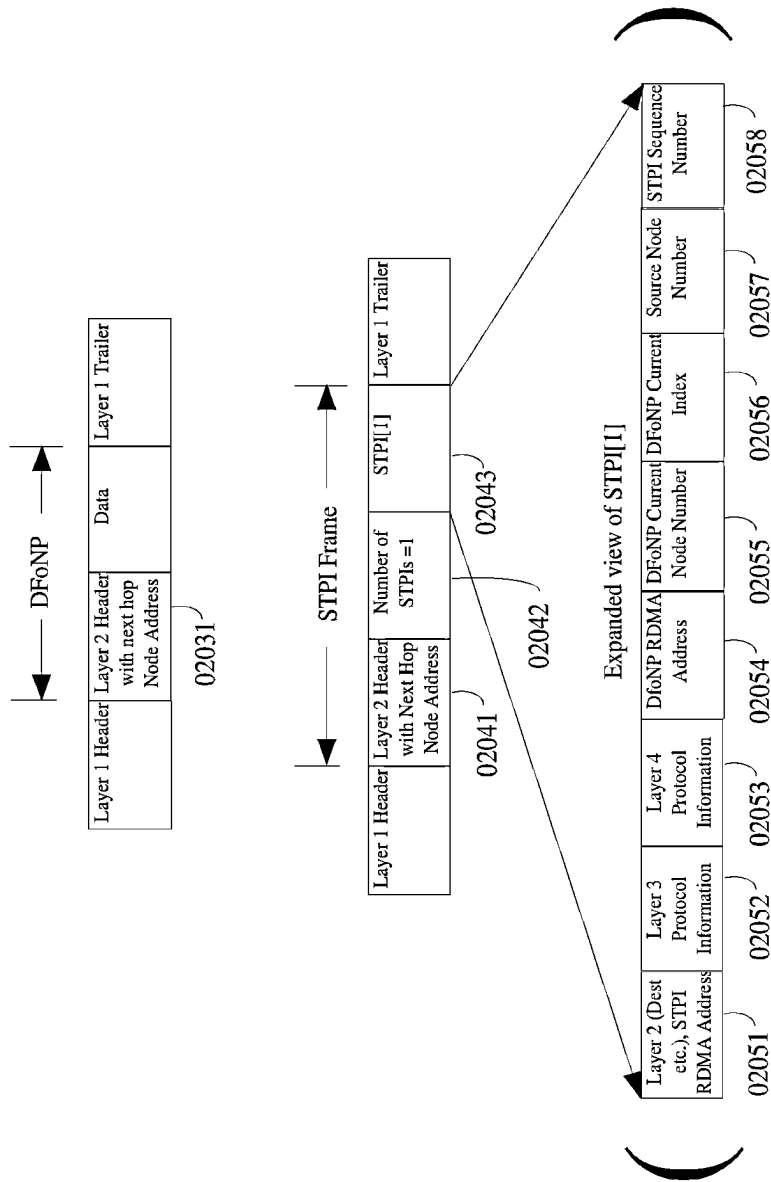 DFoNP
Layer 1 Header
Layer 2 Header
with next hop
Node Address
Data
Layer 1 Trailer
02031
STPI Frame
Layer 1 Header
Layer 2 Header
with Next Hop
Node Address
Number of
STPIs =1
STPI[1]
Layer 1 Trailer
02041
02042
02043
Expanded view of STPI[1]
Layer 2 (Dest
etc.), STPI
RDMA Address
Layer 3
Protocol
Information
Layer 4
Protocol
Information
DfoNP RDMA
Address
DFoNP Current
Node Number
DFoNP Current
Index
Source Node
Number
STPI Sequence
Number
02051
02052
02053
02054
02055
02056
02057
02058